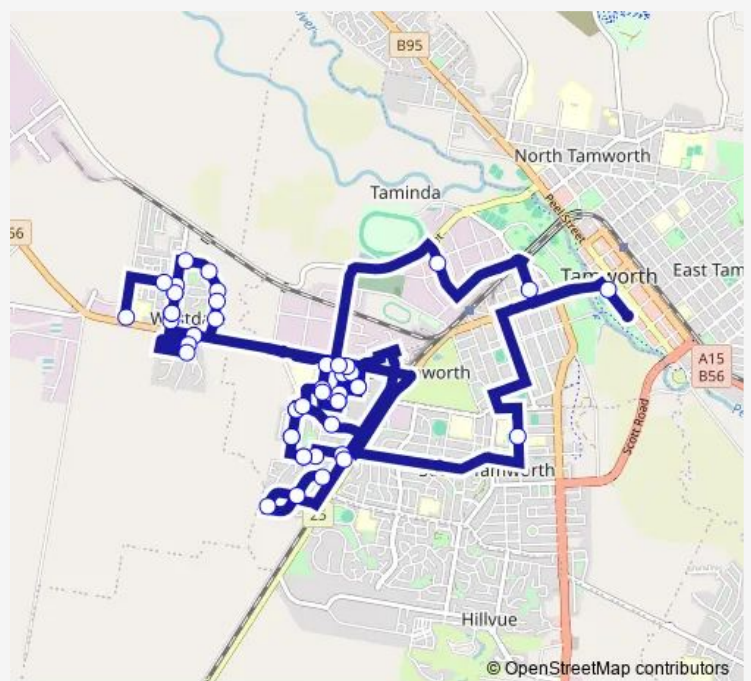 B95
North Tamworth
Taminda
Peel Street
56
Tamworth
East Tam
A15
B56
Scott Road
Hillvue
© OpenStreetMap contributors